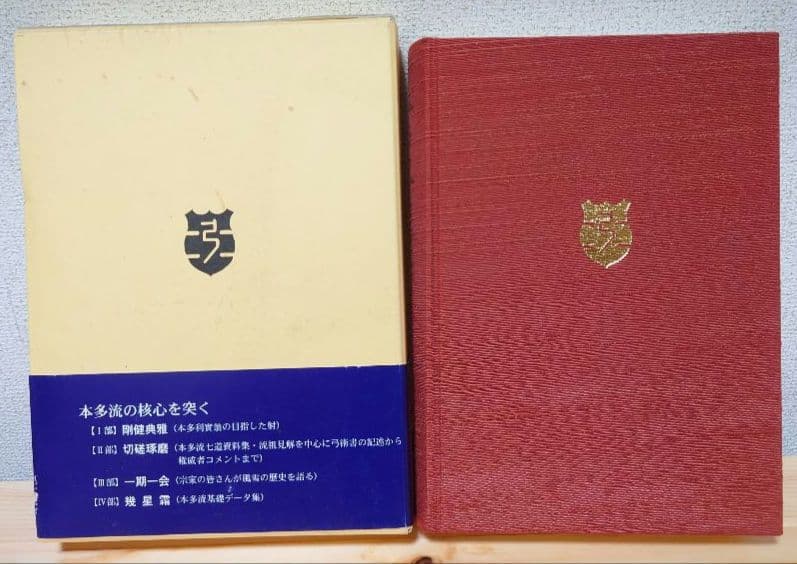 本多流の核心を突く
【Ⅰ部】剛健典雅(本多利實翁の目指した射)
【Ⅱ部】切磋琢磨(本多流七道資料集・流祖見解を中心に弓術書の記述から
権威者コメントまで)
【Ⅲ部】一期一会(宗家の皆さんが風雪の歴史を語る)
【Ⅳ部】幾星霜(本多流基礎データ集)